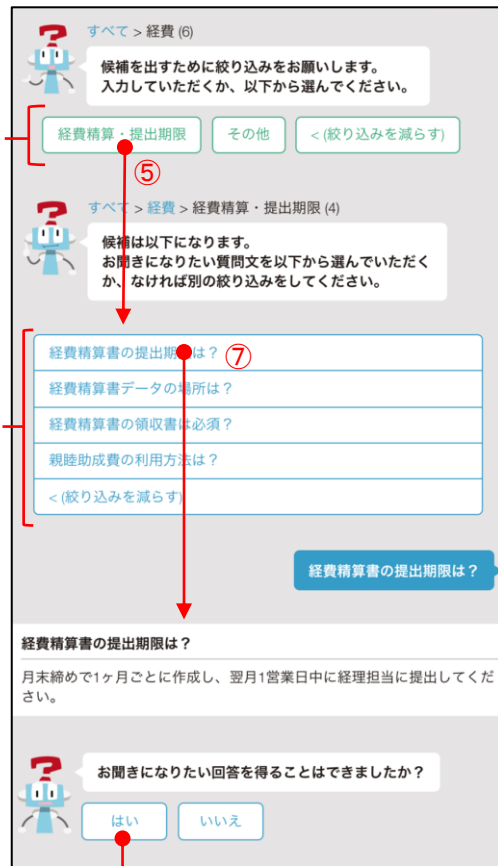 すべて > 経費 (6)
候補を出すために絞り込みをお願いします。
入力していただくか、以下から選んでください。
経費精算・提出期限
その他
< (絞り込みを減らす)
⑤
すべて > 経費 > 経費精算・提出期限 (4)
候補は以下になります。
お聞きになりたい質問文を以下から選んでいただく
か、なければ別の絞り込みをしてください。
経費精算書の提出期限は？
⑦
経費精算書データの場所は？
経費精算書の領収書は必須？
親睦助成費の利用方法は？
< (絞り込みを減らす)
経費精算書の提出期限は？
経費精算書の提出期限は？
月末締めで1ヶ月ごとに作成し、翌月1営業日中に経理担当に提出してくだ
さい。
お聞きになりたい回答を得ることはできましたか？
はい
いいえ